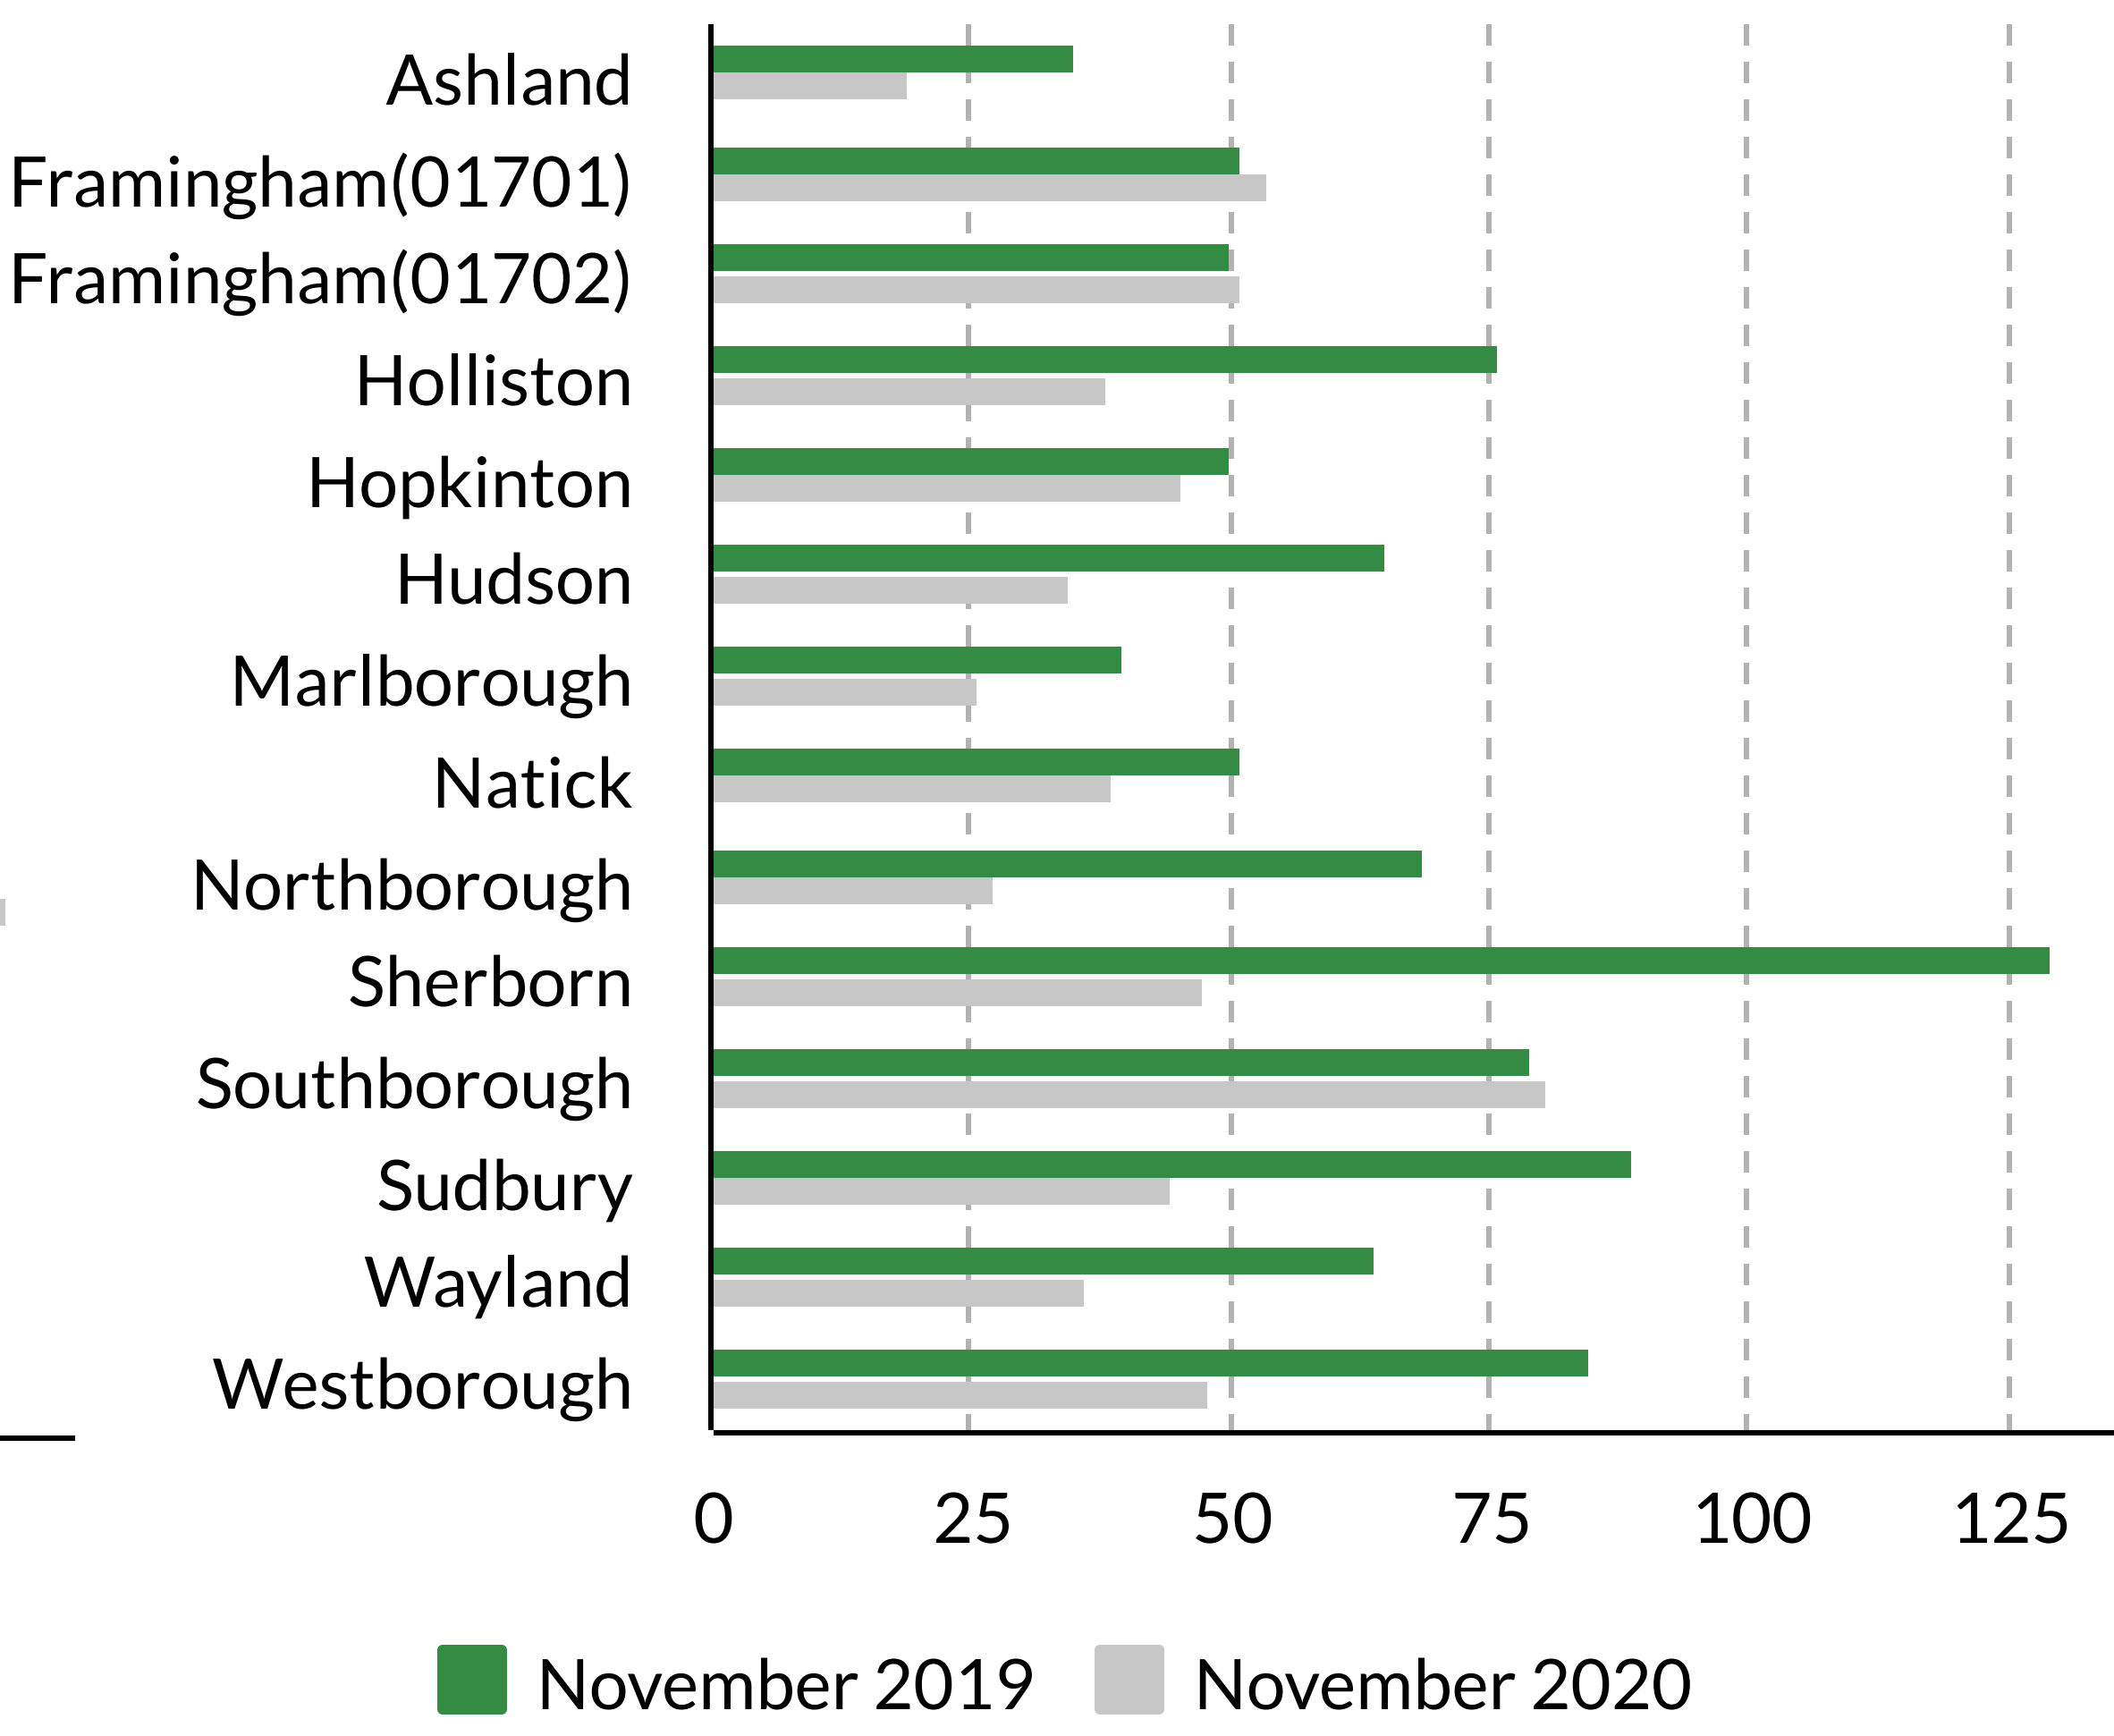 Ashland
Framingham(01701)
Framingham(01702)
Holliston
Hopkinton
Hudson
Marlborough
Natick
Northborough
Sherborn
Southborough
Sudbury
Wayland
Westborough
0 25 50 75 100 125
November 2019 November 2020